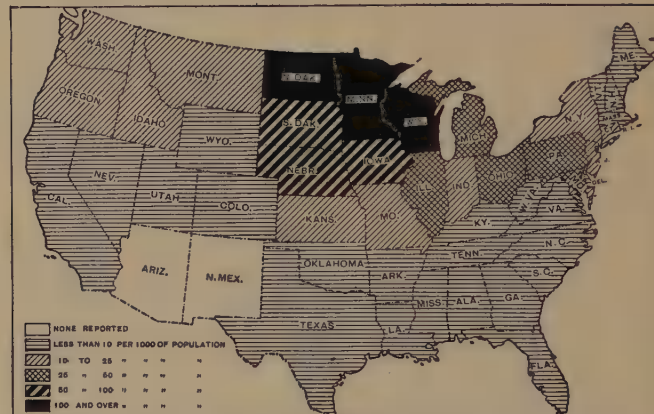 WASH.
MONT.
N. DAK.
MINN.
ME.
OREGON
IDAHO
S. DAK.
WIS.
MICH.
N.Y.
WYO.
NEBR.
IOWA
PA.
NEV.
UTAH
COLO.
ILL.
IND.
OHIO
DEL.
CAL.
KANS.
MO.
W.VA.
VA.
KY.
ARIZ.
N.MEX.
OKLAHOMA
ARK.
TENN.
N.C.
S.C.
TEXAS
LA.
MISS.
ALA.
GA.
FLA.
NONE REPORTED
LESS THAN 10 PER 1000 OF POPULATION
10 TO 25 " " " "
25 " 50 " " " "
50 " 100 " " " "
100 AND OVER " " " "